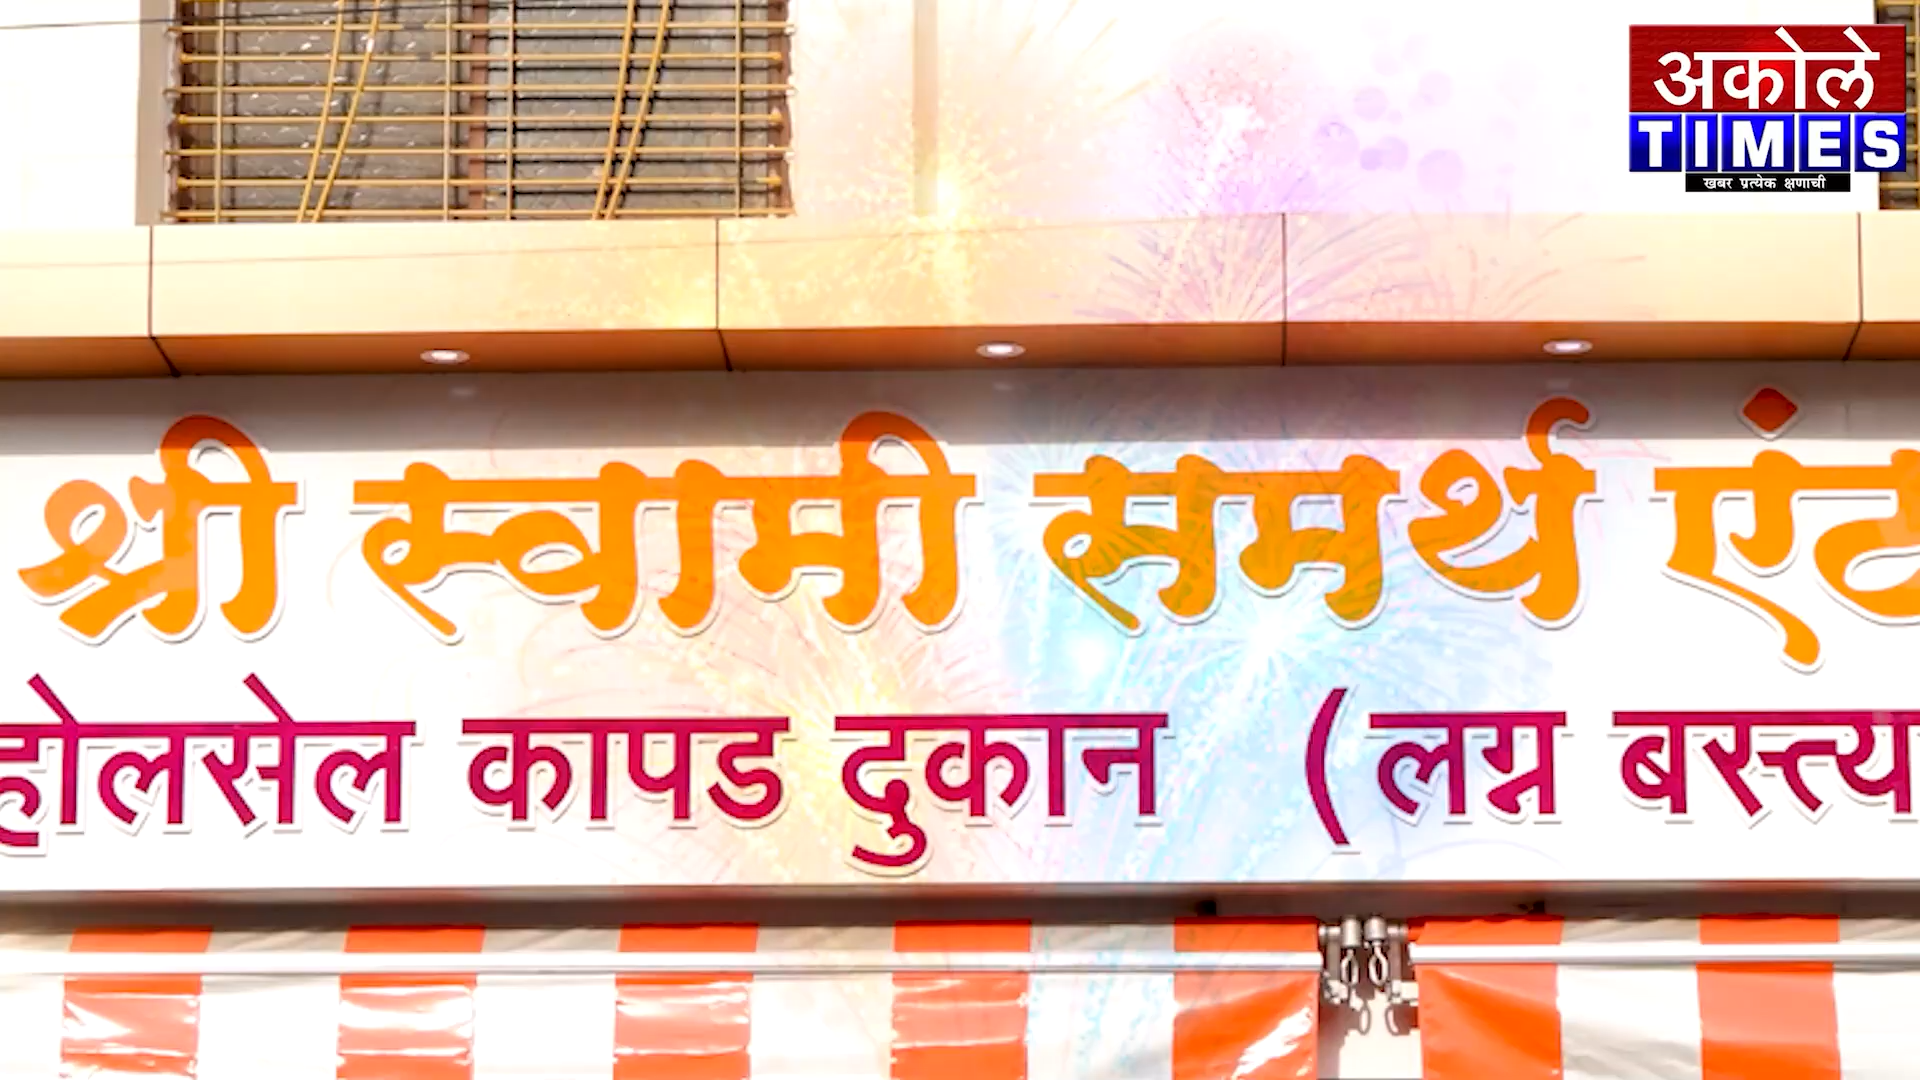 अकोले
TIMES
खबर प्रत्येक क्षणाची
श्री स्वामी समर्थ
होलसेल कापड दुकान (लग्न